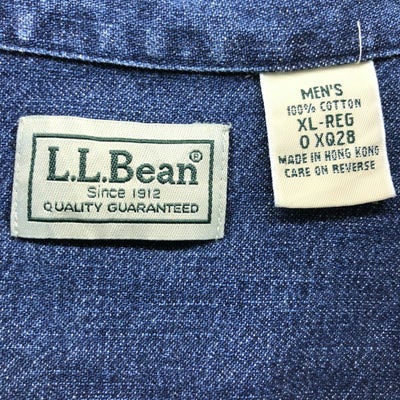 L.L.Bean®
Since 1912
QUALITY GUARANTEED
MEN'S
100% COTTON
XL-REG
0 XQ28
MADE IN HONG KONG
CARE ON REVERSE